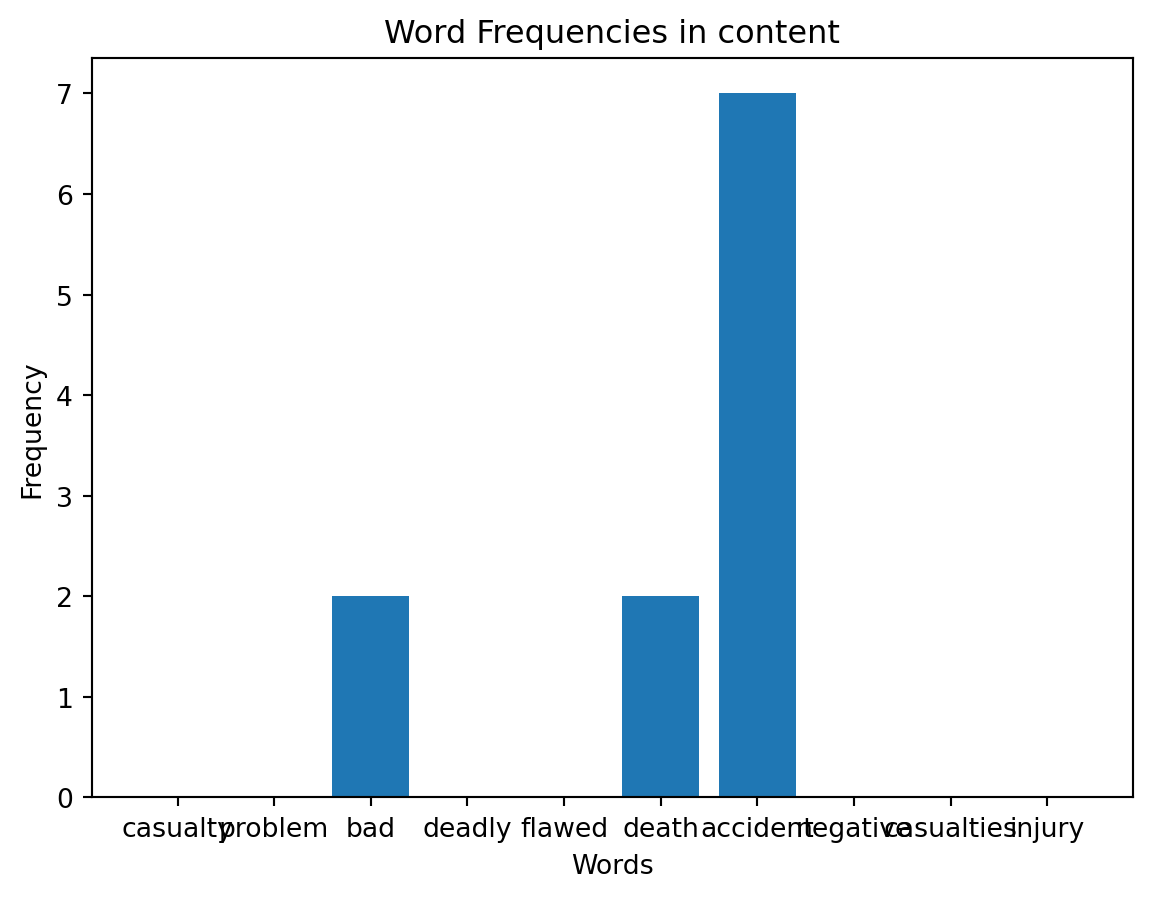 Word Frequencies in content
7
6
5
4
3
2
1
0
Frequency
casualty problem bad deadly flawed death accident negative casualties injury
Words